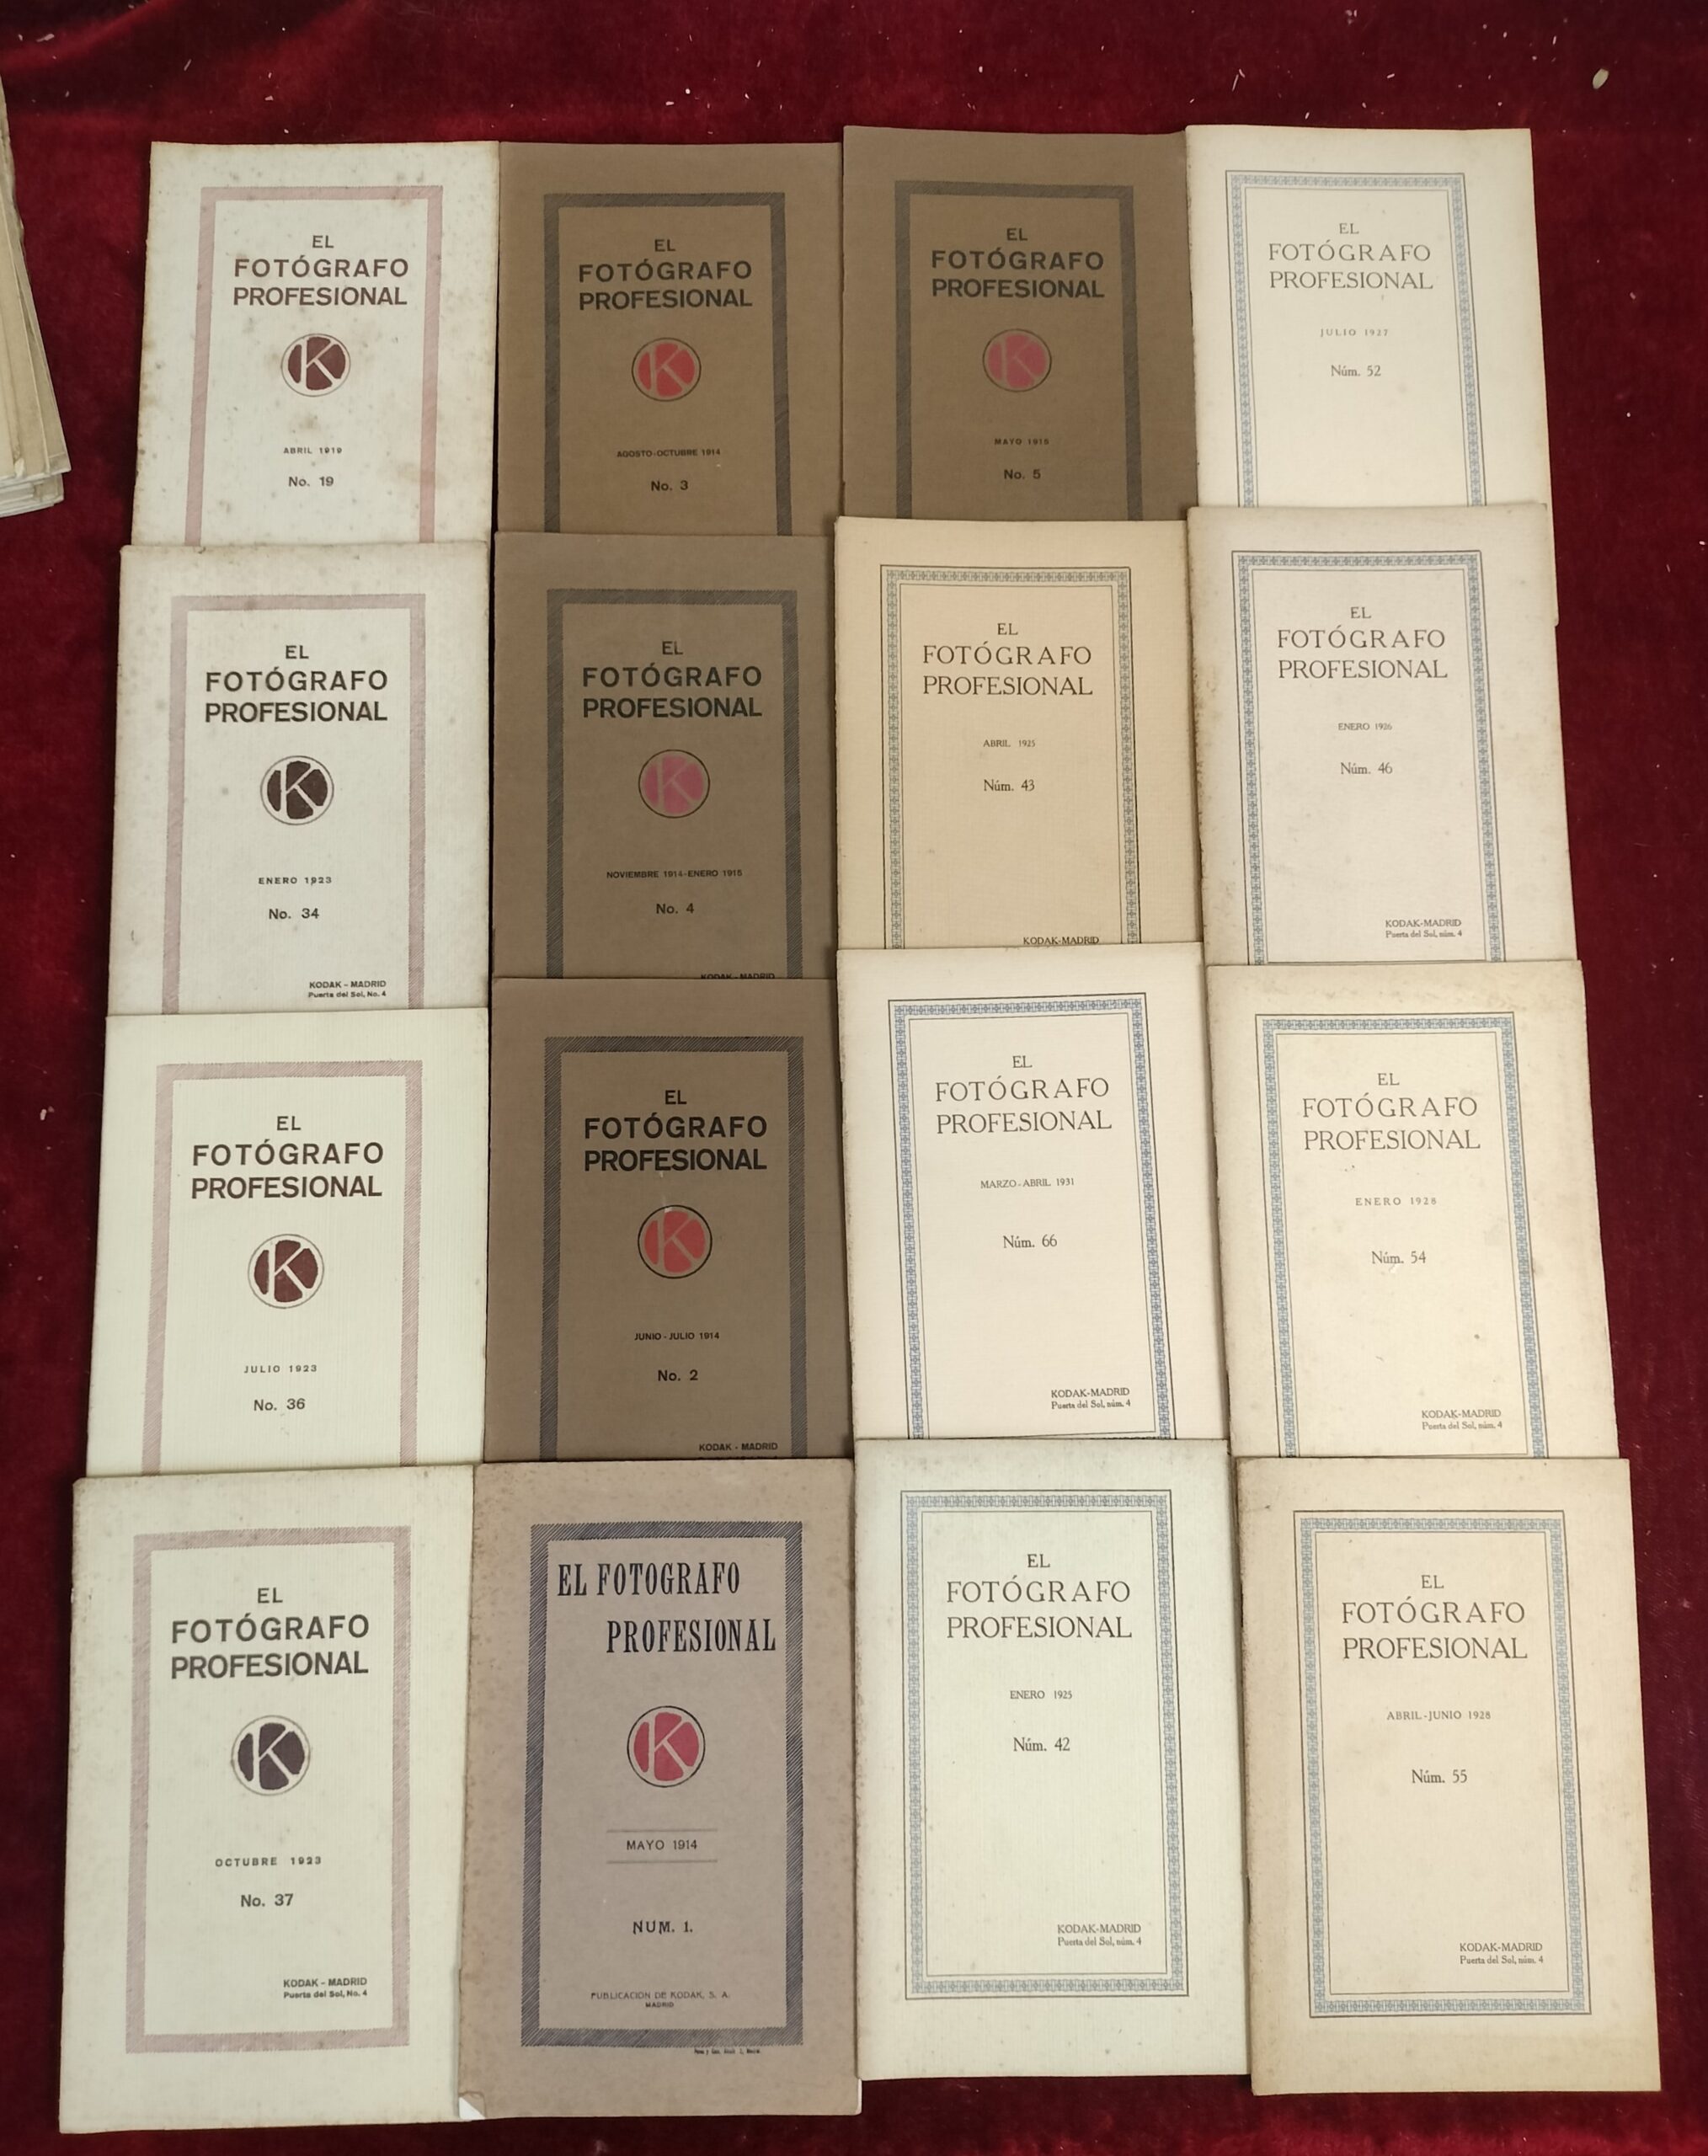 EL
FOTÓGRAFO
PROFESIONAL
K
ABRIL 1919
No. 19
EL
FOTÓGRAFO
PROFESIONAL
K
AGOSTO-OCTUBRE 1914
No. 3
EL
FOTÓGRAFO
PROFESIONAL
K
MAYO 1915
No. 5
EL
FOTÓGRAFO
PROFESIONAL
JULIO 1927
Núm. 52
EL
FOTÓGRAFO
PROFESIONAL
K
ENERO 1923
No. 34
KODAK - MADRID
Puerta del Sol, No. 4
EL
FOTÓGRAFO
PROFESIONAL
K
NOVIEMBRE 1914-ENERO 1915
No. 4
KODAK - MADRID
EL
FOTÓGRAFO
PROFESIONAL
ABRIL 1925
Núm. 43
KODAK-MADRID
EL
FOTÓGRAFO
PROFESIONAL
ENERO 1926
Núm. 46
KODAK-MADRID
Puerta del Sol, núm. 4
EL
FOTÓGRAFO
PROFESIONAL
K
JULIO 1923
No. 36
EL
FOTÓGRAFO
PROFESIONAL
K
JUNIO-JULIO 1914
No. 2
KODAK - MADRID
EL
FOTÓGRAFO
PROFESIONAL
MARZO-ABRIL 1931
Núm. 66
KODAK-MADRID
Puerta del Sol, núm. 4
EL
FOTÓGRAFO
PROFESIONAL
ENERO 1928
Núm. 54
KODAK-MADRID
Puerta del Sol, núm. 4
EL
FOTÓGRAFO
PROFESIONAL
K
OCTUBRE 1923
No. 37
KODAK - MADRID
Puerta del Sol, No. 4
EL FOTOGRAFO
PROFESIONAL
K
MAYO 1914
NUM. 1.
PUBLICACION DE KODAK, S. A.
MADRID
EL
FOTÓGRAFO
PROFESIONAL
ENERO 1925
Núm. 42
KODAK-MADRID
Puerta del Sol, núm. 4
EL
FOTÓGRAFO
PROFESIONAL
ABRIL-JUNIO 1928
Núm. 55
KODAK-MADRID
Puerta del Sol, núm. 4